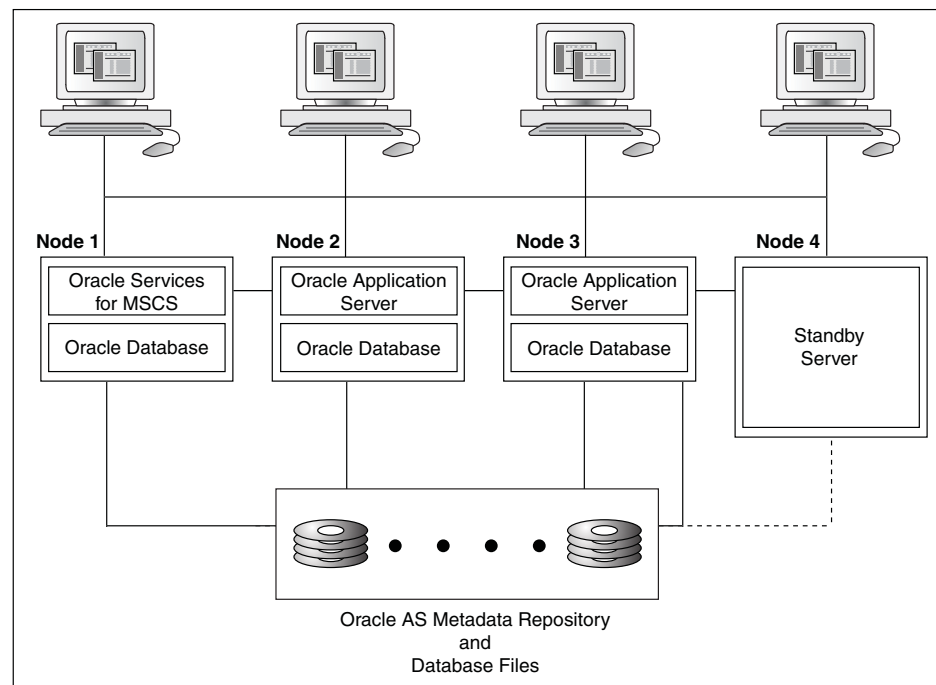 Node 1
Node 2
Node 3
Node 4
Oracle Services
for MSCS
Oracle Database
Oracle Application
Server
Oracle Database
Oracle Application
Server
Oracle Database
Standby
Server
Oracle AS Metadata Repository
and
Database Files